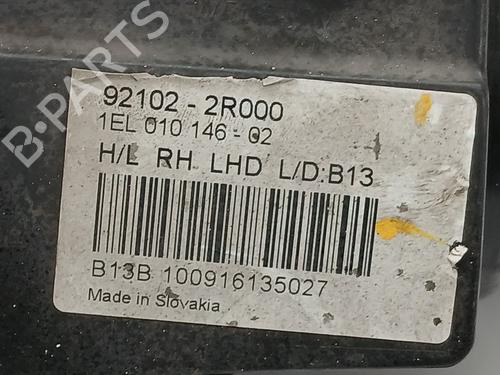 B-PARTS
92102 - 2R000
1EL 010 146 - 02
H/L RH LHD L/D:B13
B13B 100916135027
Made in Slovakia